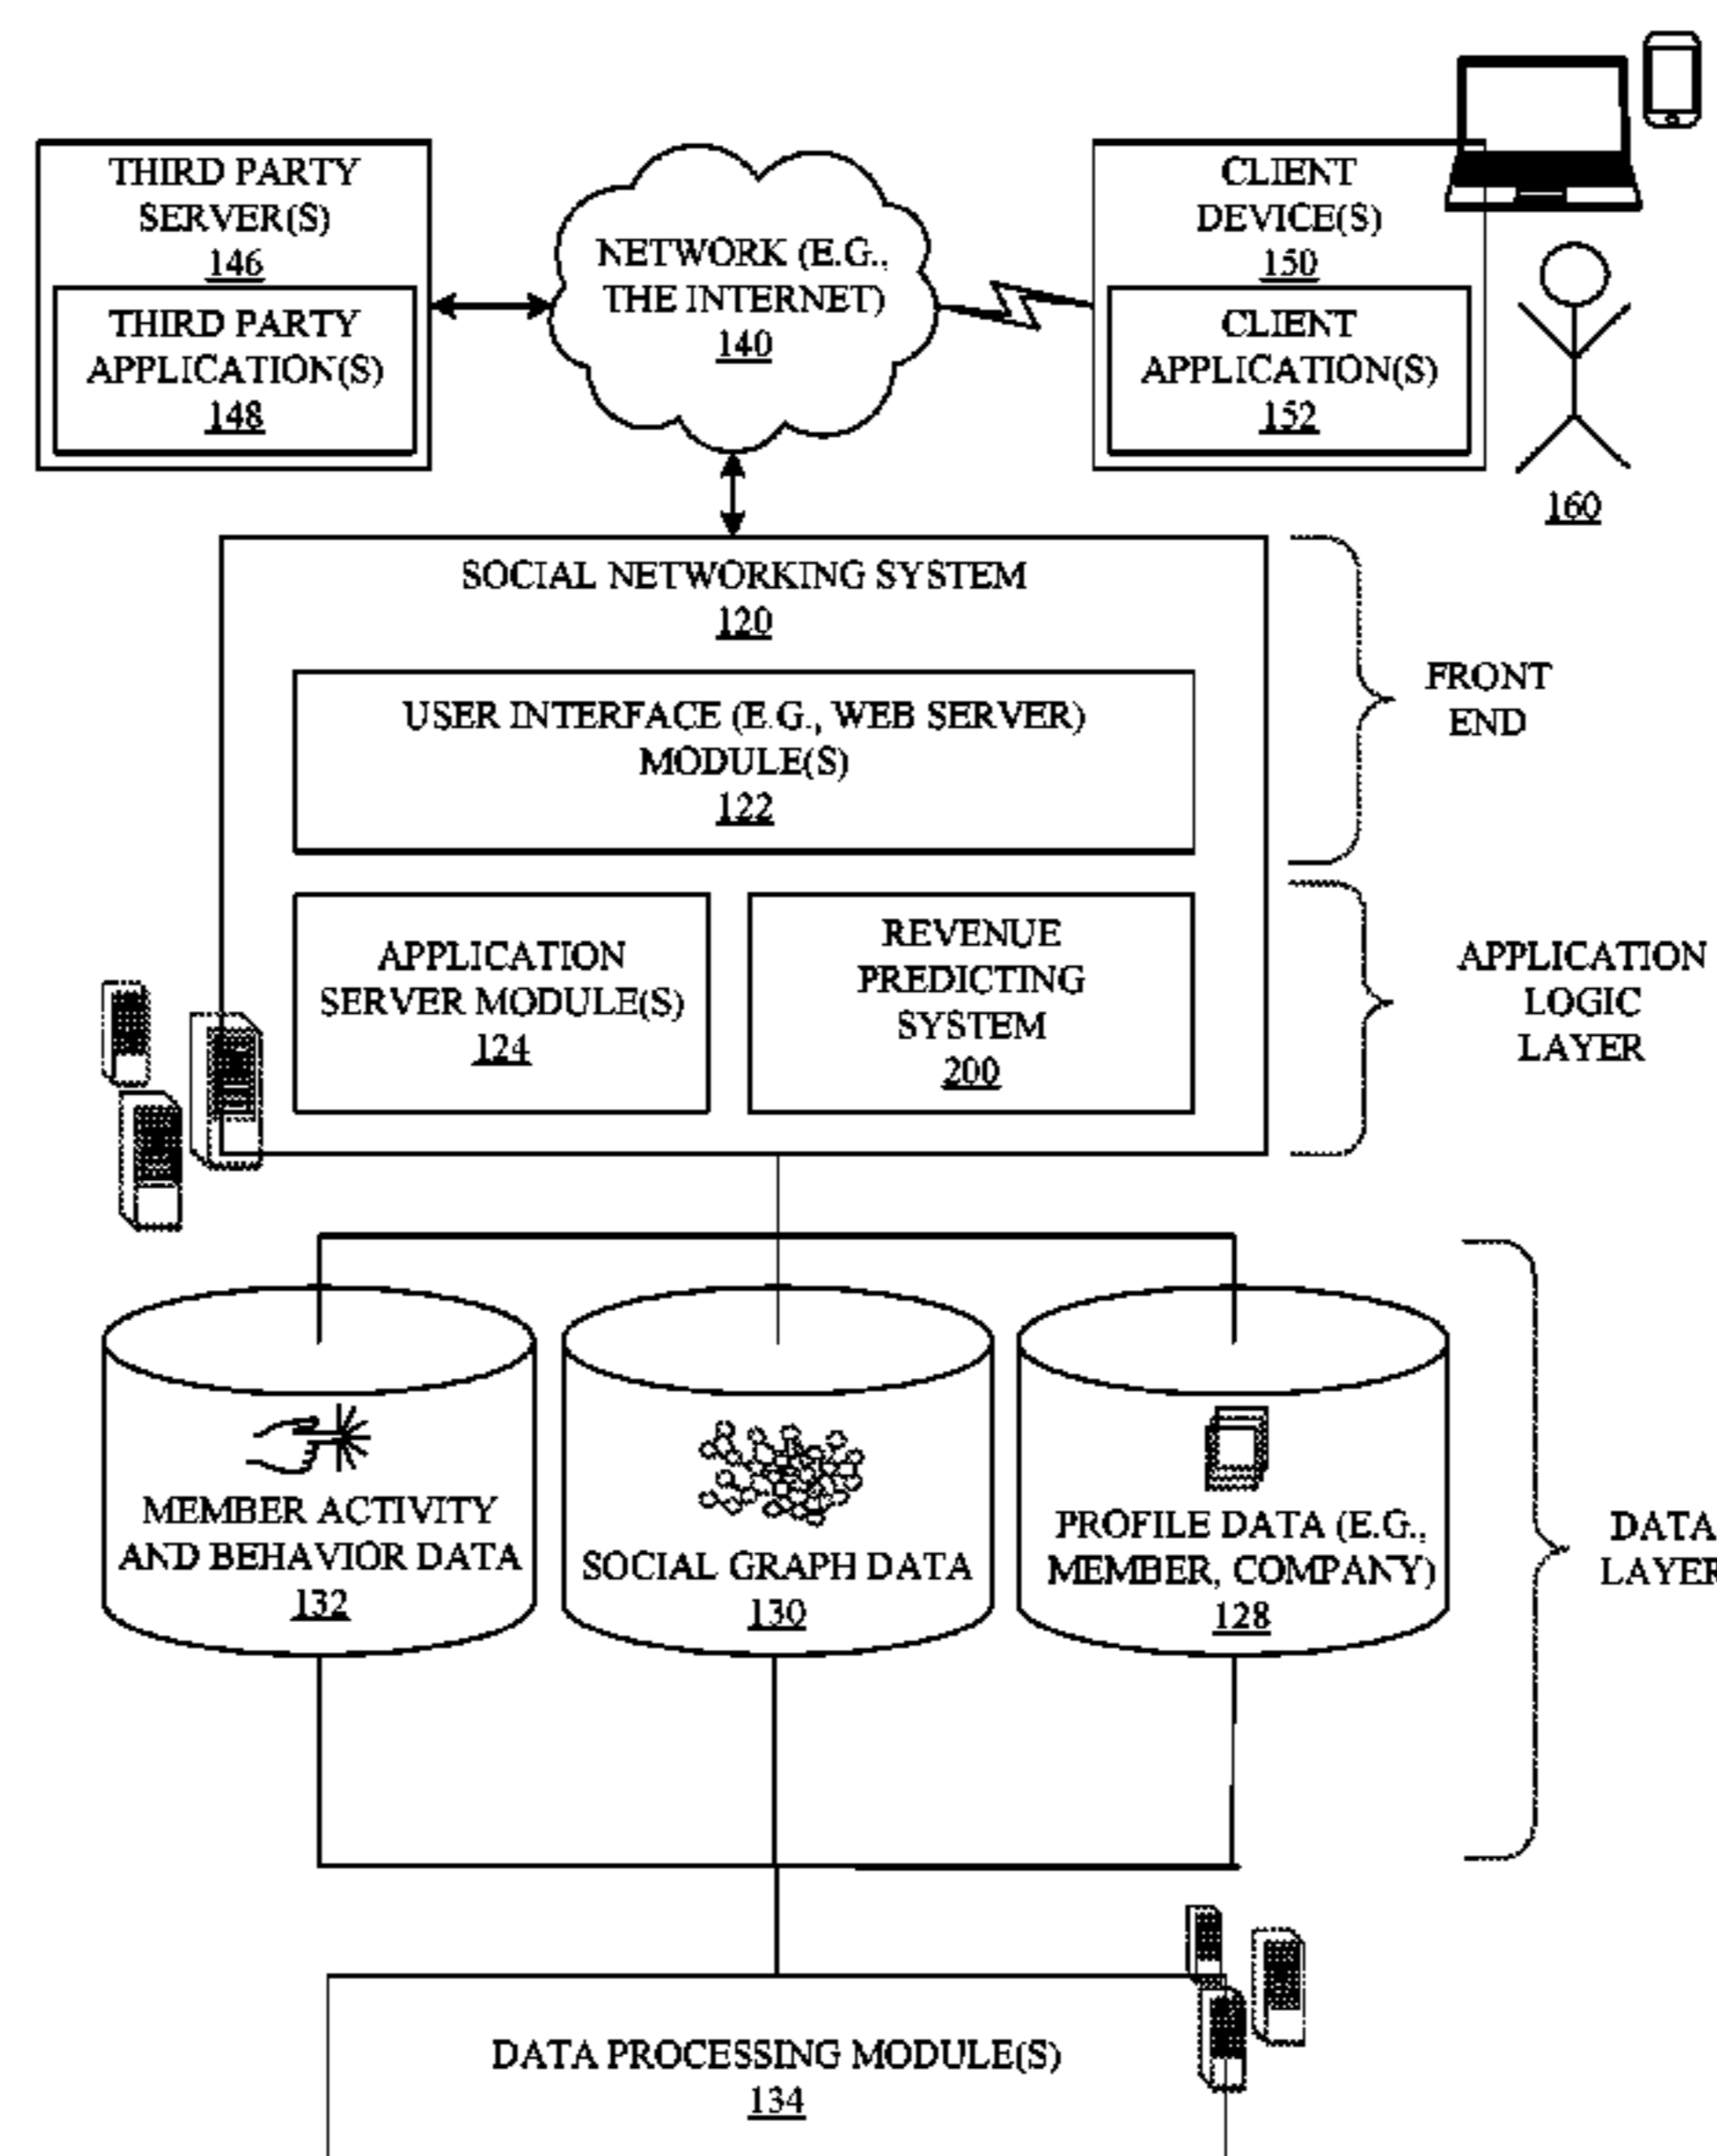 THIRD PARTY
SERVER(S)
146
THIRD PARTY
APPLICATION(S)
148
NETWORK (E.G.,
THE INTERNET)
140
CLIENT
DEVICE(S)
150
CLIENT
APPLICATION(S)
152
160
SOCIAL NETWORKING SYSTEM
120
USER INTERFACE (E.G., WEB SERVER)
MODULE(S)
122
FRONT
END
APPLICATION
SERVER MODULE(S)
124
REVENUE
PREDICTING
SYSTEM
200
APPLICATION
LOGIC
LAYER
MEMBER ACTIVITY
AND BEHAVIOR DATA
132
SOCIAL GRAPH DATA
130
PROFILE DATA (E.G.,
MEMBER, COMPANY)
128
DATA
LAYER
DATA PROCESSING MODULE(S)
134